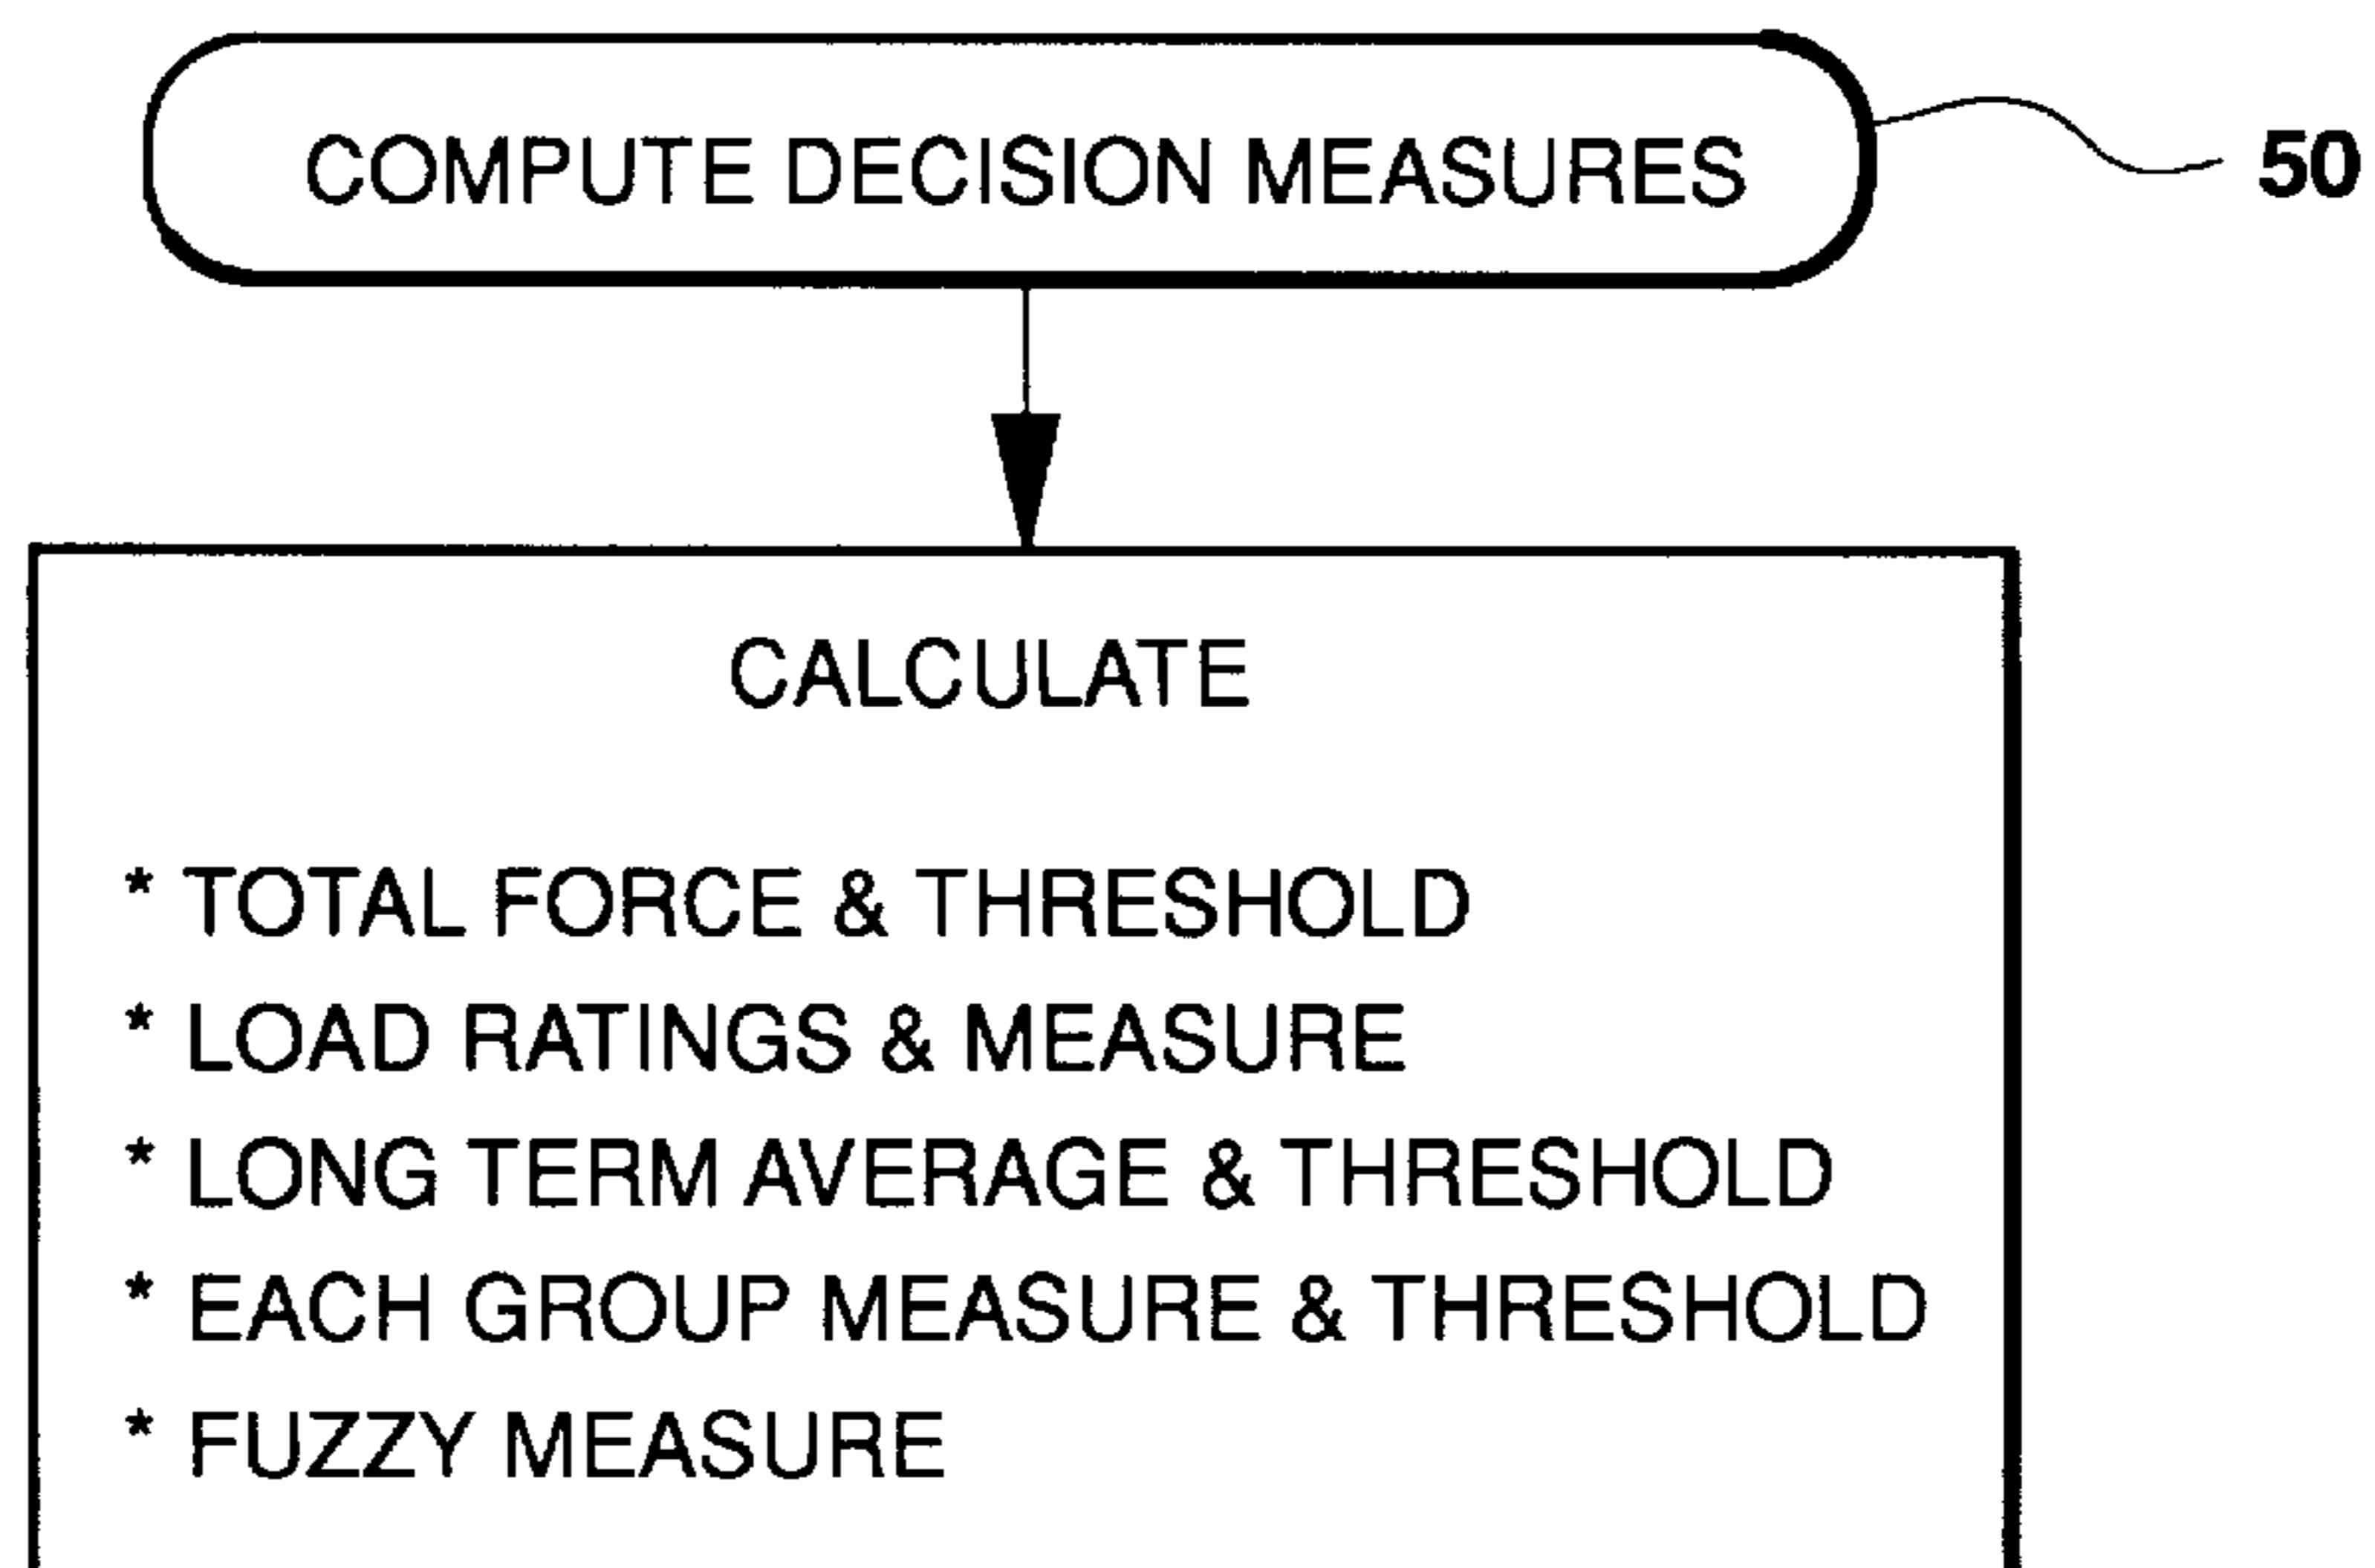 COMPUTE DECISION MEASURES
50
CALCULATE
* TOTAL FORCE & THRESHOLD
* LOAD RATINGS & MEASURE
* LONG TERM AVERAGE & THRESHOLD
* EACH GROUP MEASURE & THRESHOLD
* FUZZY MEASURE